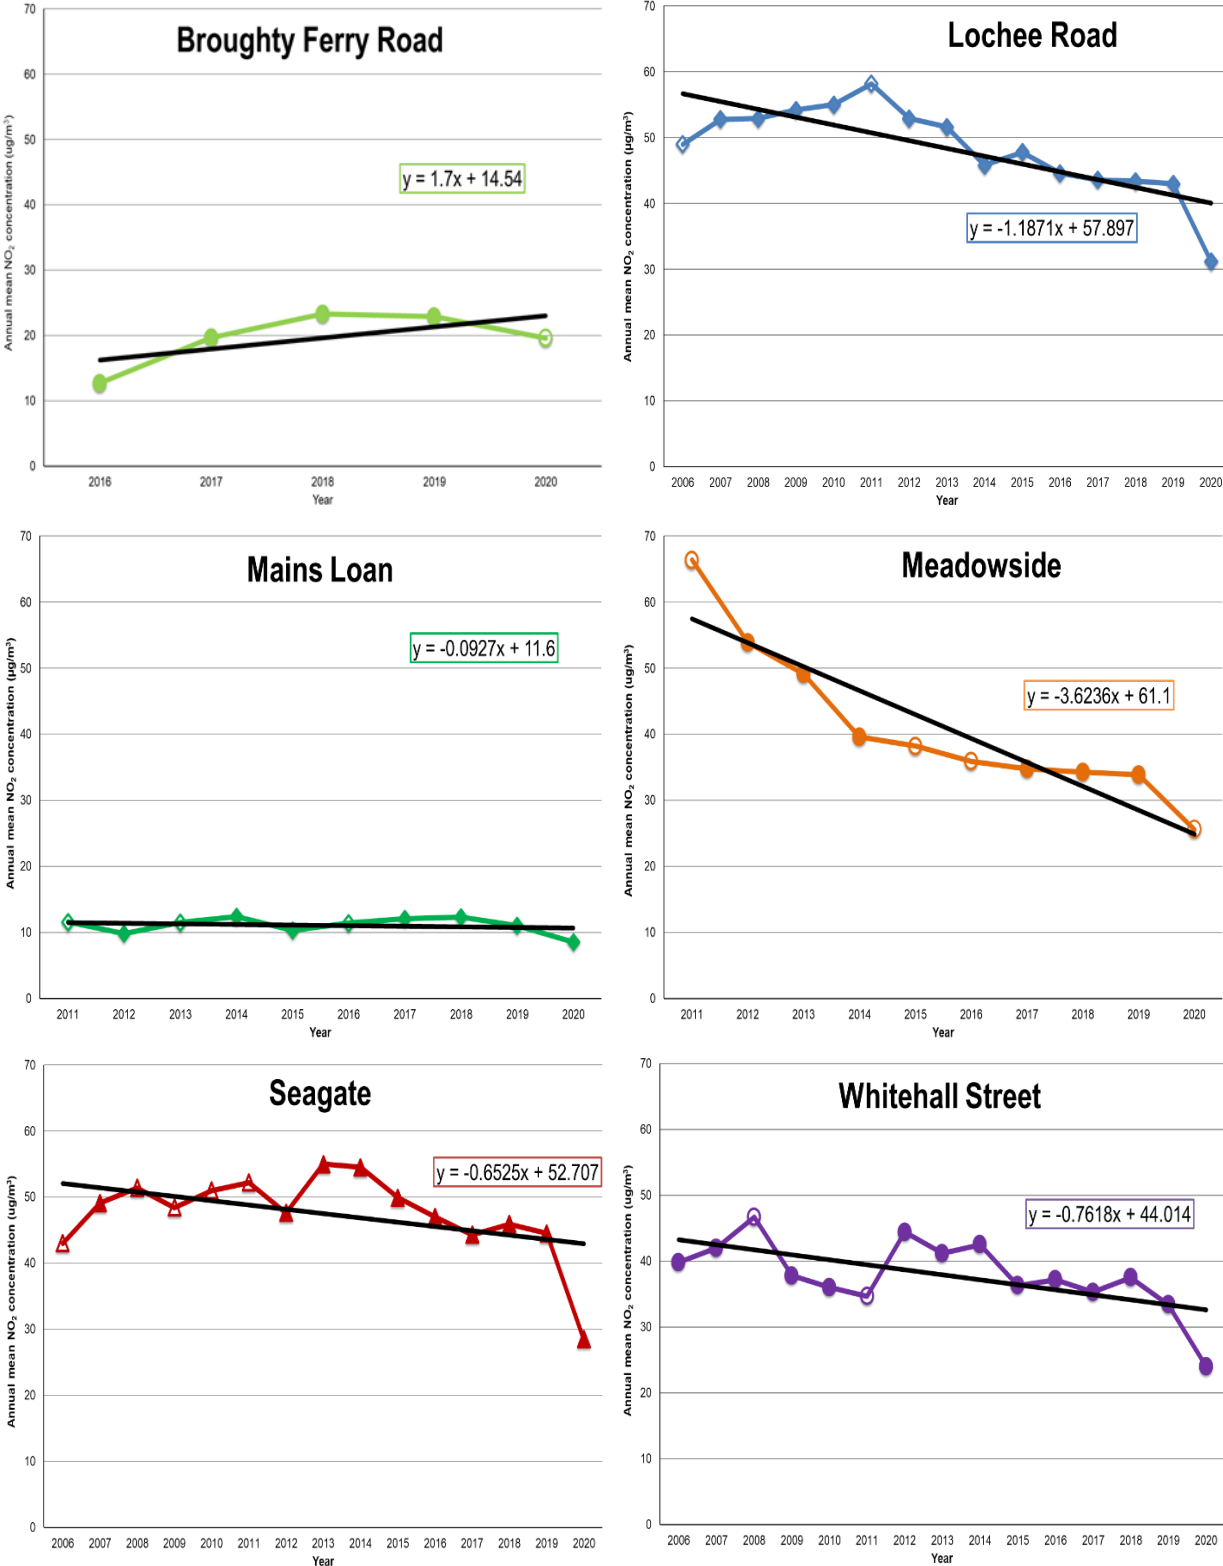 Broughty Ferry Road
Annual mean NO₂ concentration (ug/m³)
70
60
50
40
30
20
10
0
y = 1.7x + 14.54
2016 2017 2018 2019 2020
Year
Lochee Road
Annual mean NO₂ concentration (µg/m³)
70
60
50
40
30
20
10
0
y = -1.1871x + 57.897
2006 2007 2008 2009 2010 2011 2012 2013 2014 2015 2016 2017 2018 2019 2020
Year
Mains Loan
Annual mean NO₂ concentration (µg/m³)
70
60
50
40
30
20
10
0
y = -0.0927x + 11.6
2011 2012 2013 2014 2015 2016 2017 2018 2019 2020
Year
Meadowside
Annual mean NO₂ concentration (ug/m³)
70
60
50
40
30
20
10
0
y = -3.6236x + 61.1
2011 2012 2013 2014 2015 2016 2017 2018 2019 2020
Year
Seagate
Annual mean NO₂ concentration (ug/m³)
70
60
50
40
30
20
10
0
y = -0.6525x + 52.707
2006 2007 2008 2009 2010 2011 2012 2013 2014 2015 2016 2017 2018 2019 2020
Year
Whitehall Street
Annual mean NO₂ concentration (ug/m³)
70
60
50
40
30
20
10
0
y = -0.7618x + 44.014
2006 2007 2008 2009 2010 2011 2012 2013 2014 2015 2016 2017 2018 2019 2020
Year